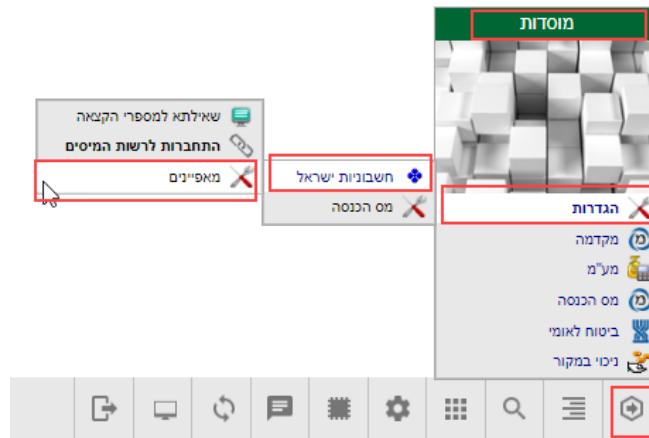 מוסדות
הגדרות
מקדמה
מע"מ
מס הכנסה
ביטוח לאומי
ניכוי במקור
חשבוניות ישראל
מס הכנסה
שאילתא למספרי הקצאה
התחברות לרשות המיסים
מאפיינים